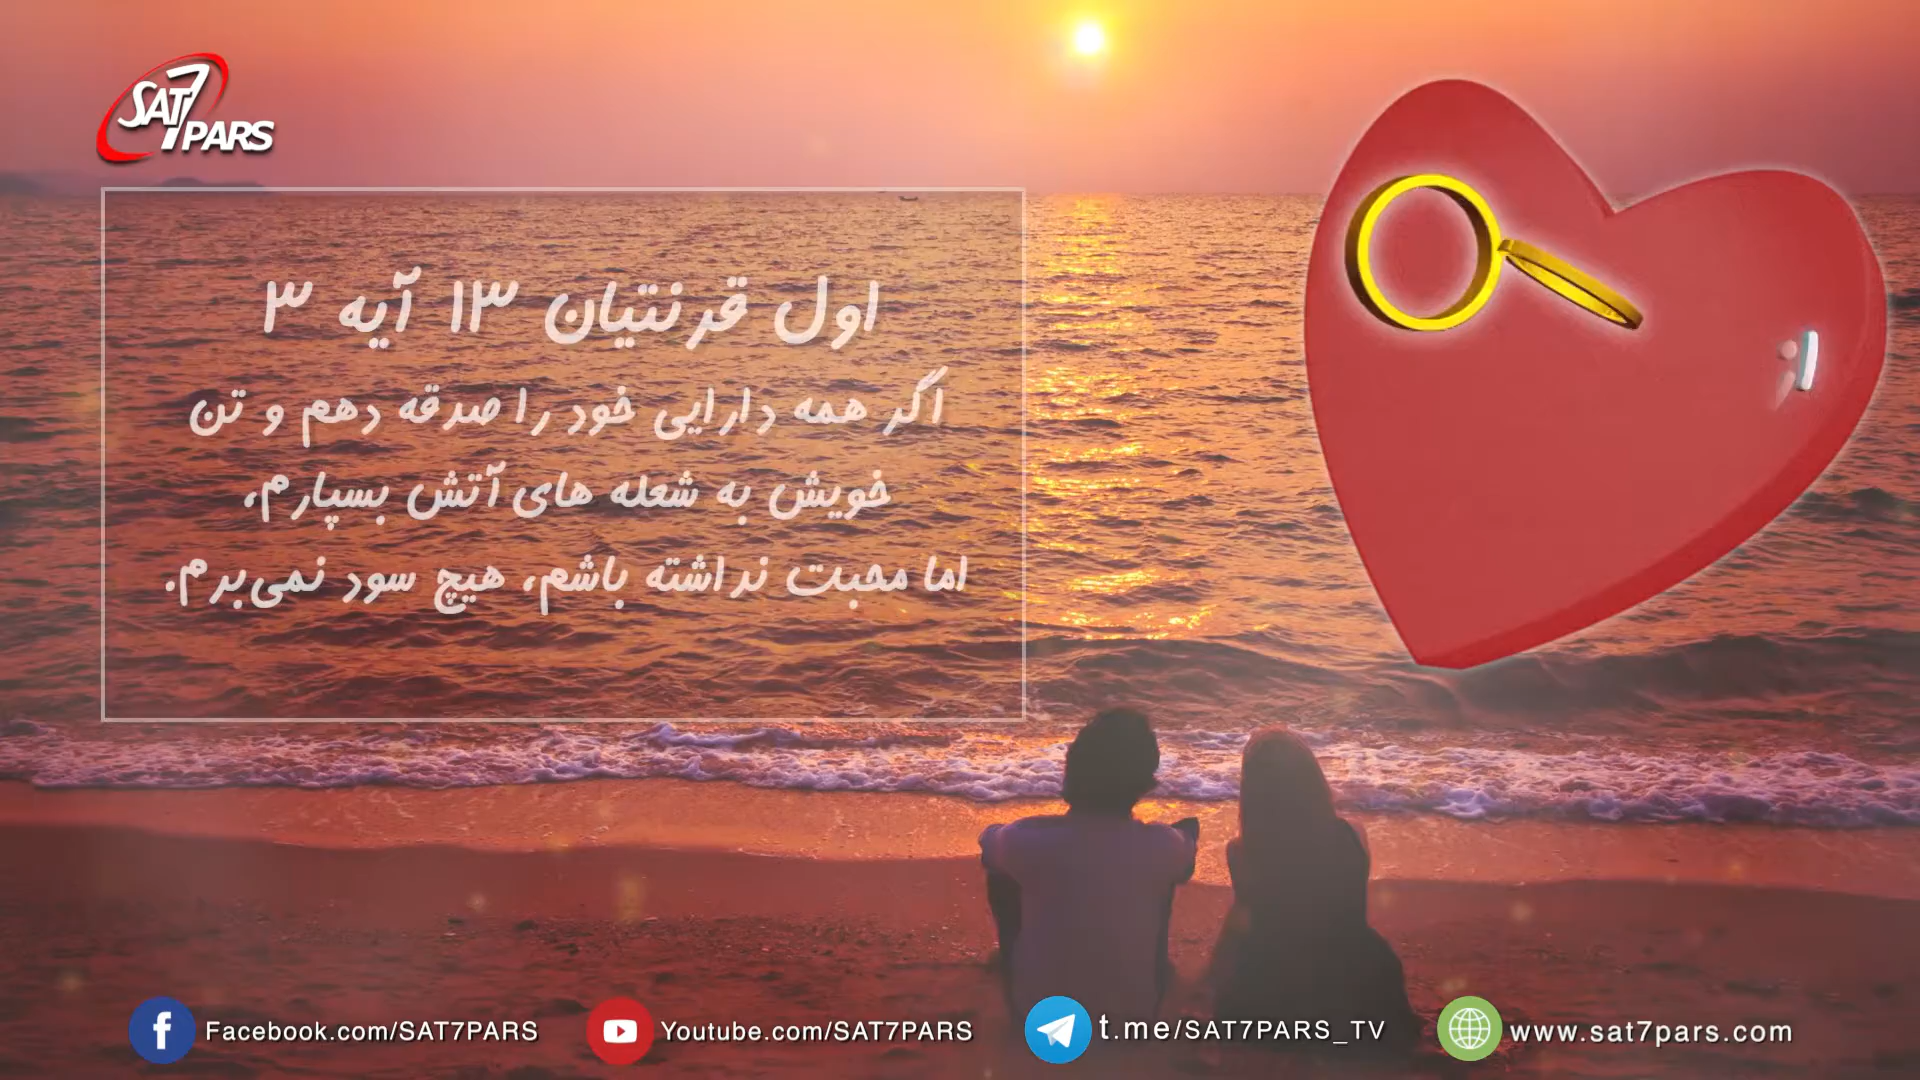 SAT7 PARS
اول قرنتیان ۱۳ آیه ۳
اگر همه دارایی خود را صدقه دهم و تن
خویش به شعله های آتش بسپارم،
اما محبت نداشته باشم، هیچ سود نمی‌برم.
Facebook.com/SAT7PARS
Youtube.com/SAT7PARS
t.me/SAT7PARS_TV
www.sat7pars.com